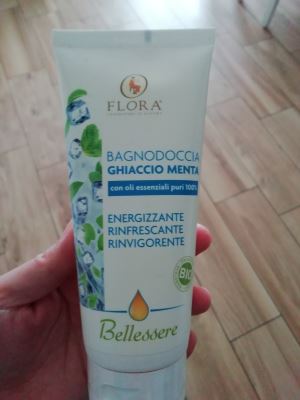 FLORA®
BAGNODOCCIA
GHIACCIO MENTA
con oli essenziali puri 100%
ENERGIZZANTE
RINFRESCANTE
RINVIGORENTE
BIO
Bellessere